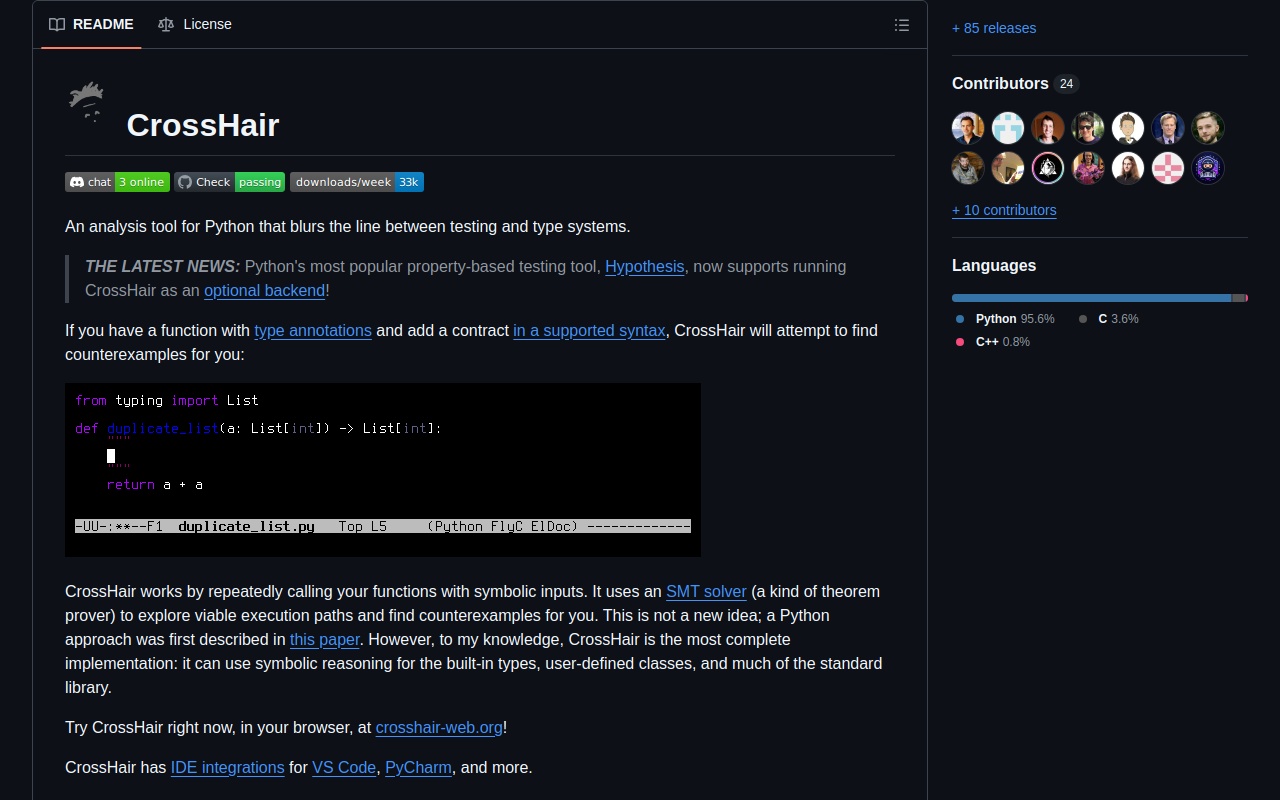 README
License
+ 85 releases
Contributors 24
+ 10 contributors
Languages
Python 95.6%
C 3.6%
C++ 0.8%
CrossHair
chat 3 online
Check passing
downloads/week 33k
An analysis tool for Python that blurs the line between testing and type systems.
THE LATEST NEWS: Python's most popular property-based testing tool, Hypothesis, now supports running
CrossHair as an optional backend!
If you have a function with type annotations and add a contract in a supported syntax, CrossHair will attempt to find
counterexamples for you:
from typing import List
def duplicate_list(a: List[int]) -> List[int]:
"""
"""
return a + a
-UU-:**--F1  duplicate_list.py   Top L5     (Python FlyC ElDoc) -------------
CrossHair works by repeatedly calling your functions with symbolic inputs. It uses an SMT solver (a kind of theorem
prover) to explore viable execution paths and find counterexamples for you. This is not a new idea; a Python
approach was first described in this paper. However, to my knowledge, CrossHair is the most complete
implementation: it can use symbolic reasoning for the built-in types, user-defined classes, and much of the standard
library.
Try CrossHair right now, in your browser, at crosshair-web.org!
CrossHair has IDE integrations for VS Code, PyCharm, and more.